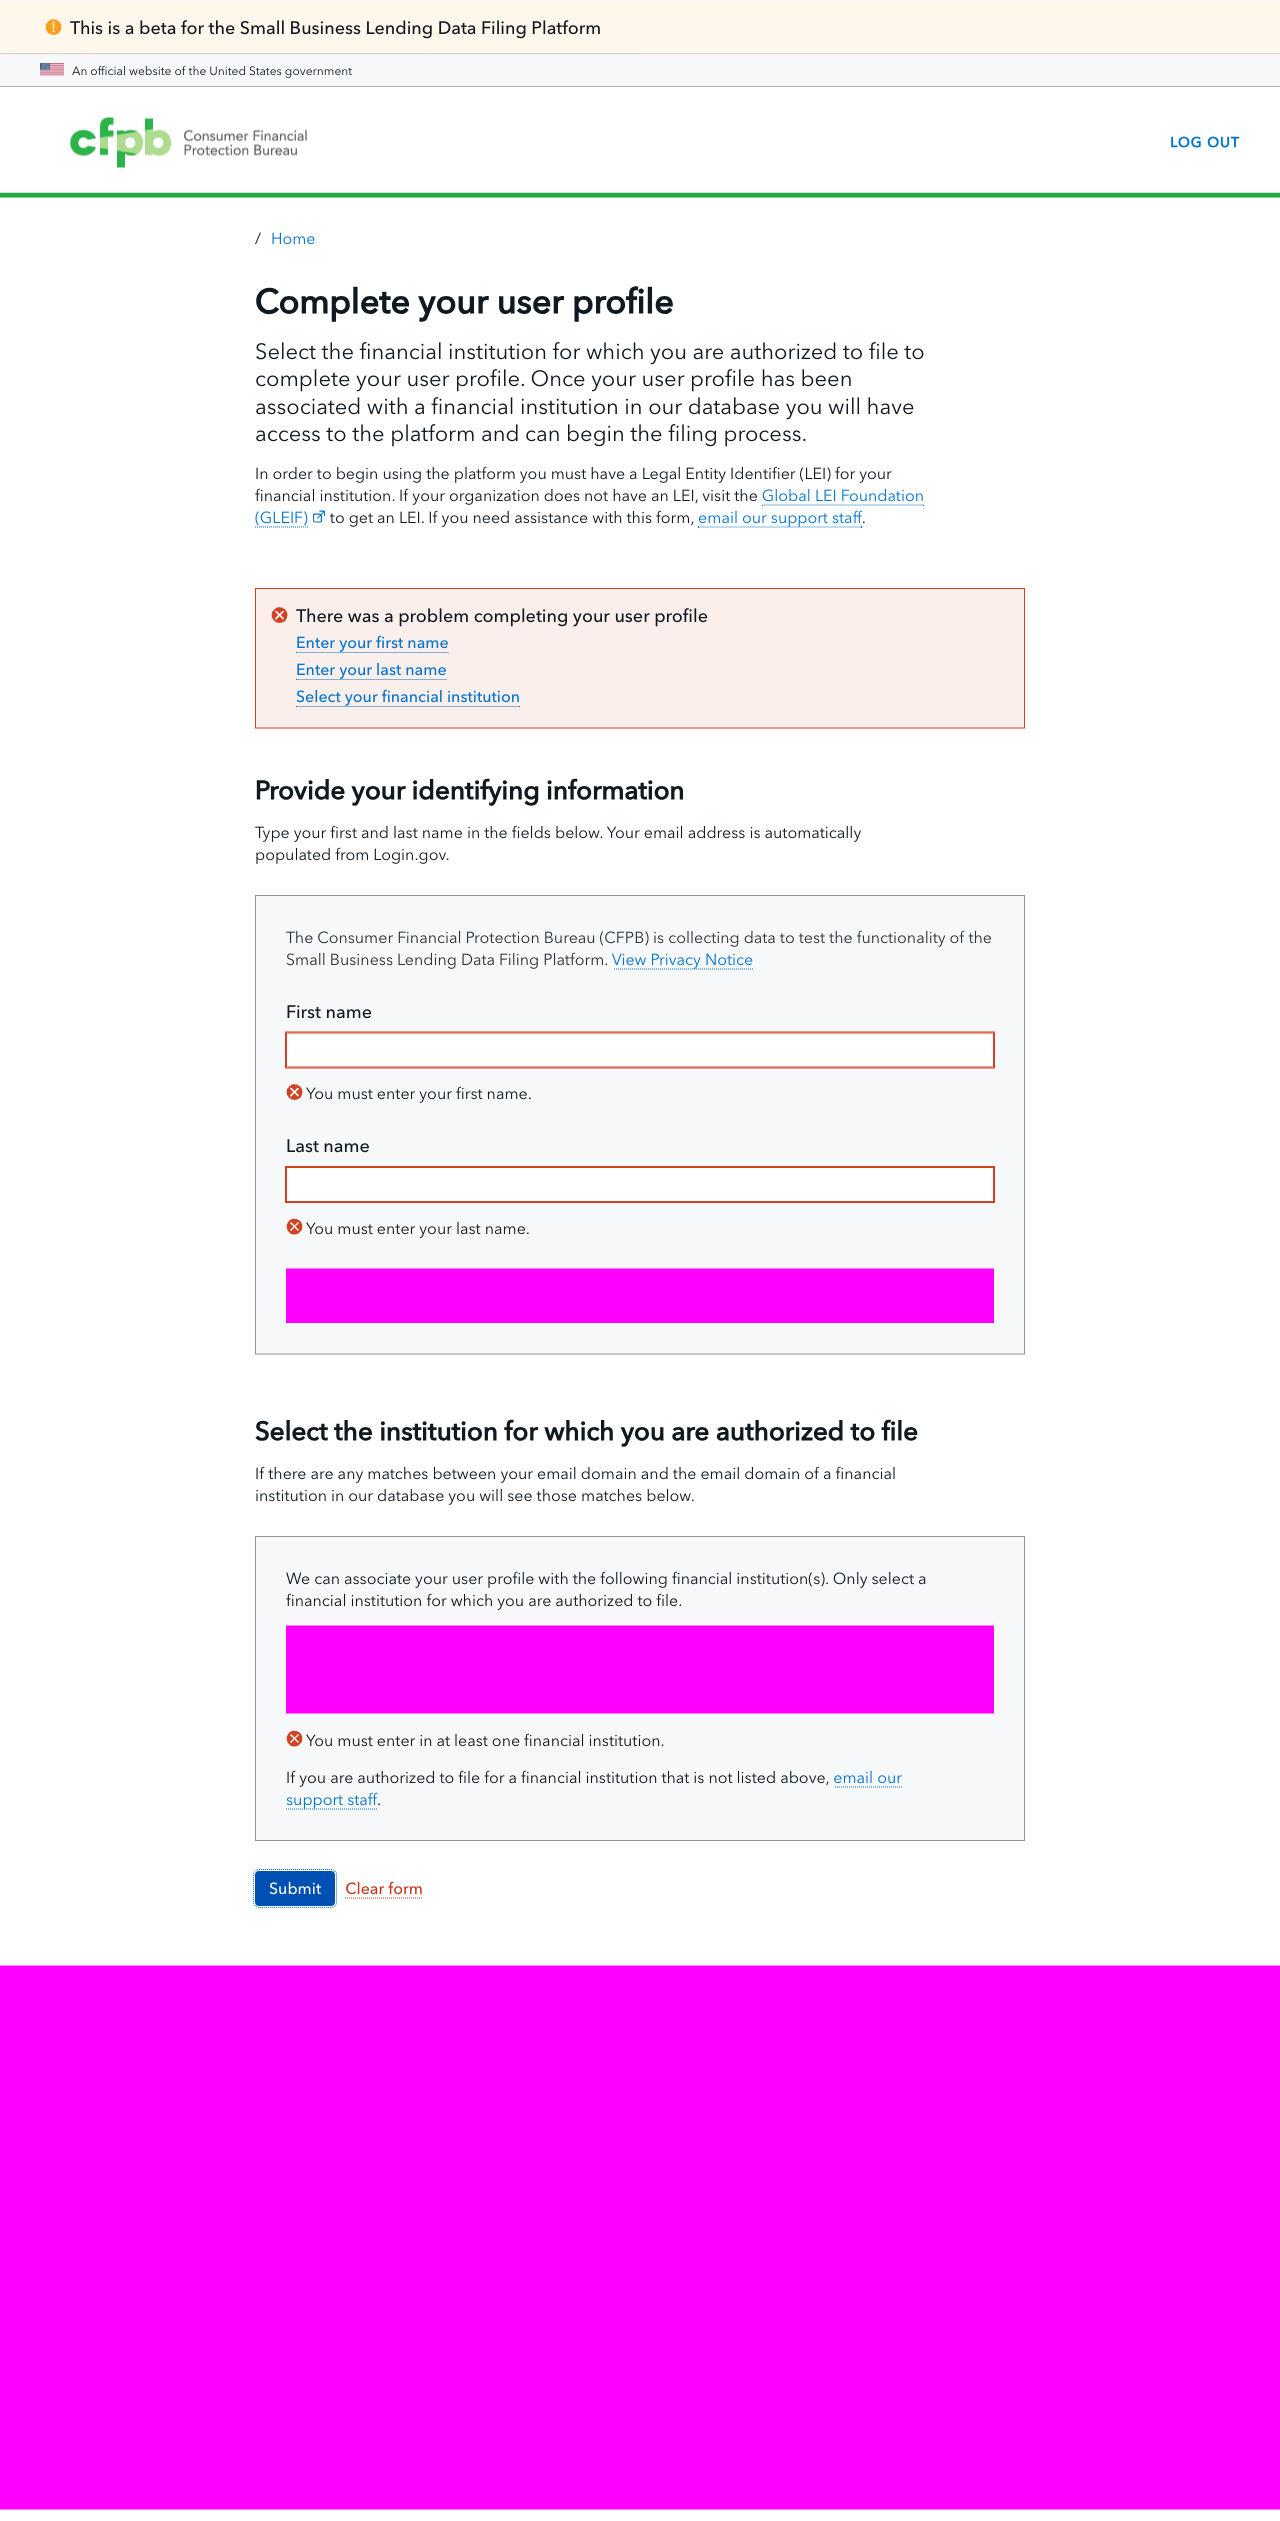 This is a beta for the Small Business Lending Data Filing Platform
An official website of the United States government
cfpb Consumer Financial
Protection Bureau
LOG OUT
/ Home
Complete your user profile
Select the financial institution for which you are authorized to file to
complete your user profile. Once your user profile has been
associated with a financial institution in our database you will have
access to the platform and can begin the filing process.
In order to begin using the platform you must have a Legal Entity Identifier (LEI) for your
financial institution. If your organization does not have an LEI, visit the Global LEI Foundation
(GLEIF) to get an LEI. If you need assistance with this form, email our support staff.
There was a problem completing your user profile
Enter your first name
Enter your last name
Select your financial institution
Provide your identifying information
Type your first and last name in the fields below. Your email address is automatically
populated from Login.gov.
The Consumer Financial Protection Bureau (CFPB) is collecting data to test the functionality of the
Small Business Lending Data Filing Platform. View Privacy Notice
First name
You must enter your first name.
Last name
You must enter your last name.
Select the institution for which you are authorized to file
If there are any matches between your email domain and the email domain of a financial
institution in our database you will see those matches below.
We can associate your user profile with the following financial institution(s). Only select a
financial institution for which you are authorized to file.
You must enter in at least one financial institution.
If you are authorized to file for a financial institution that is not listed above, email our
support staff.
Submit Clear form